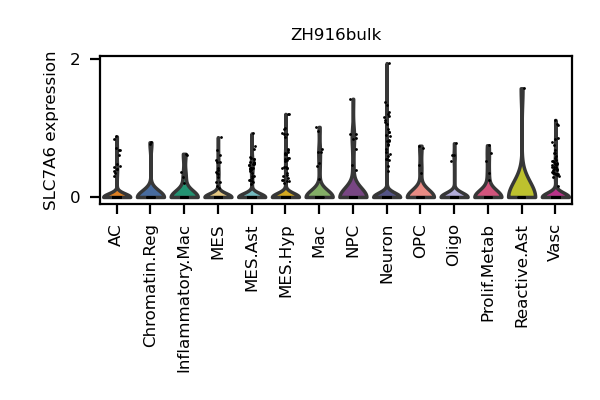 ZH916bulk
SLC7A6 expression
2
0
AC
Chromatin.Reg
Inflammatory.Mac
MES
MES.Ast
MES.Hyp
Mac
NPC
Neuron
OPC
Oligo
Prolif.Metab
Reactive.Ast
Vasc